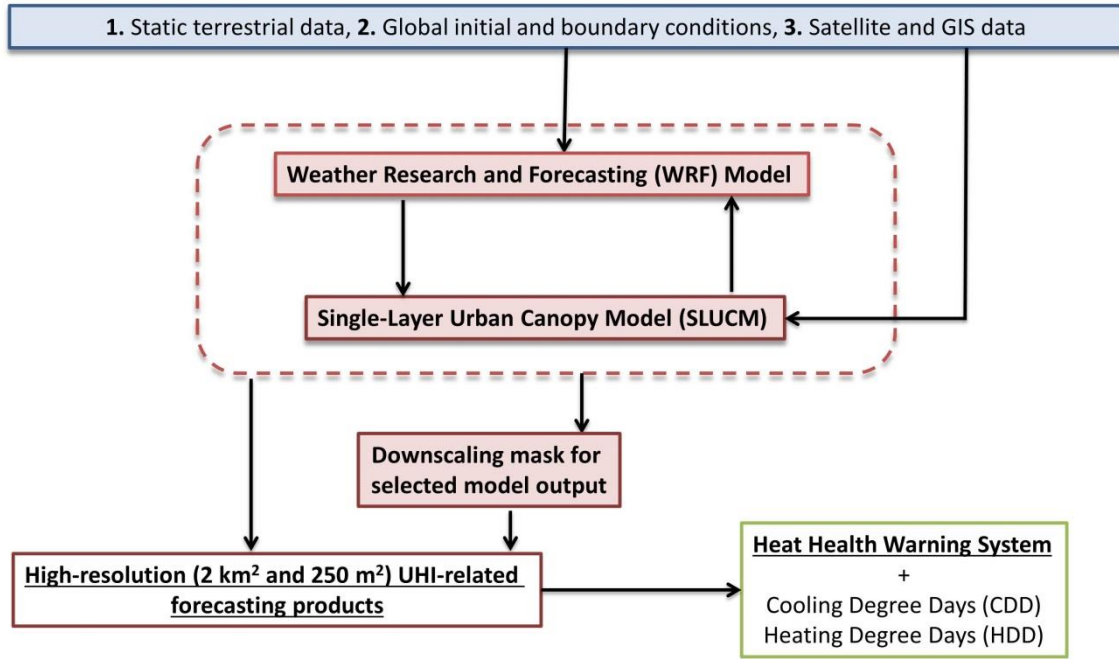 1. Static terrestrial data, 2. Global initial and boundary conditions, 3. Satellite and GIS data
Weather Research and Forecasting (WRF) Model
Single-Layer Urban Canopy Model (SLUCM)
Downscaling mask for
selected model output
High-resolution (2 km² and 250 m²) UHI-related
forecasting products
Heat Health Warning System
+
Cooling Degree Days (CDD)
Heating Degree Days (HDD)